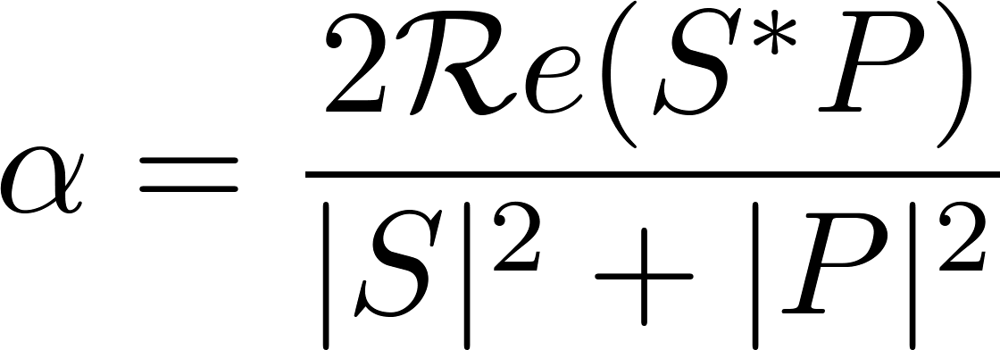 α = 2ℛe(S*P) / |S|² + |P|²